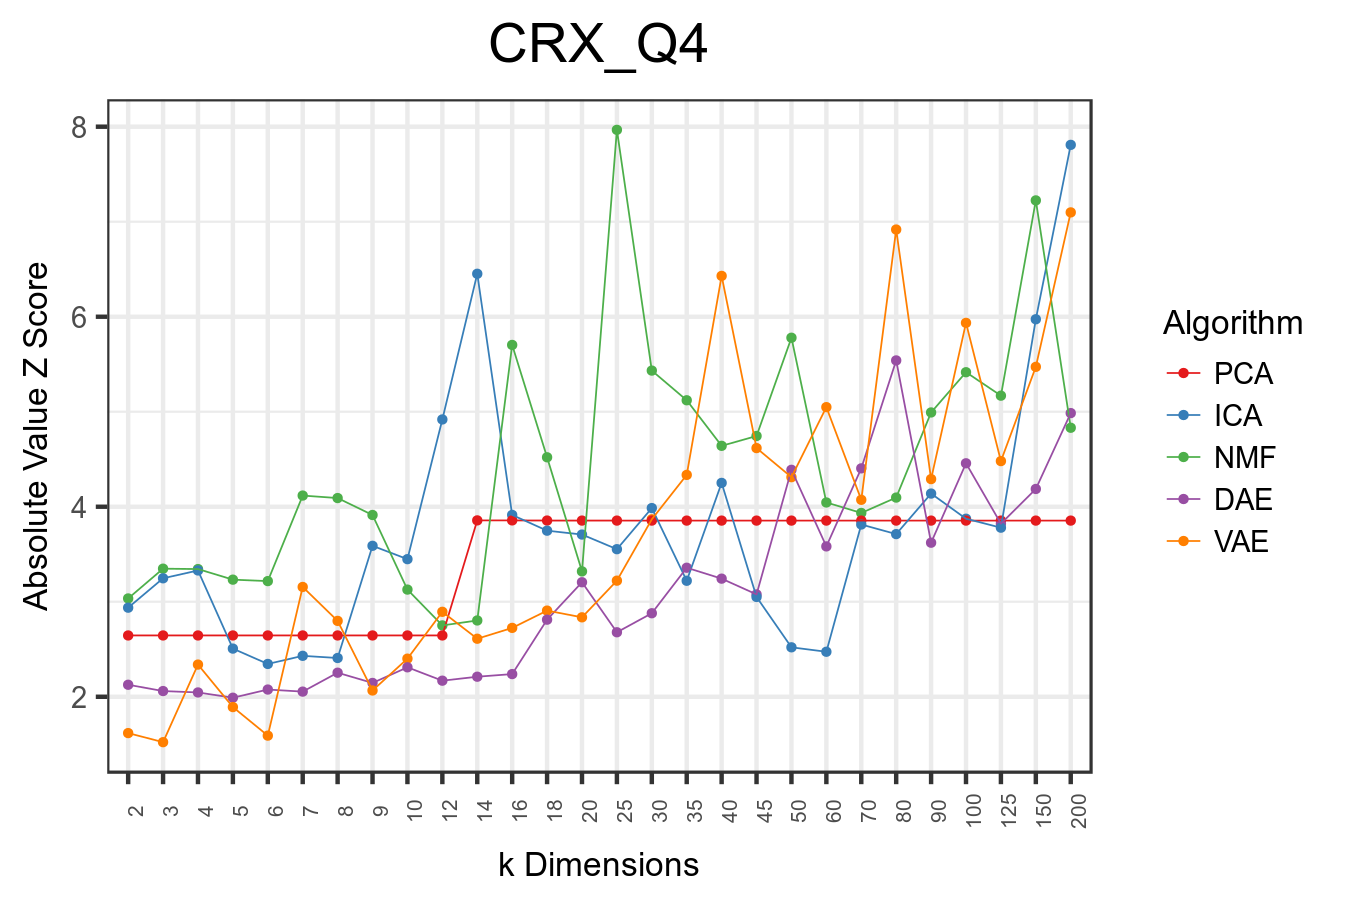 CRX_Q4
Absolute Value Z Score
8
6
4
2
2 3 4 5 6 7 8 9 10 12 14 16 18 20 25 30 35 40 45 50 60 70 80 90 100 125 150 200
k Dimensions
Algorithm
PCA
ICA
NMF
DAE
VAE